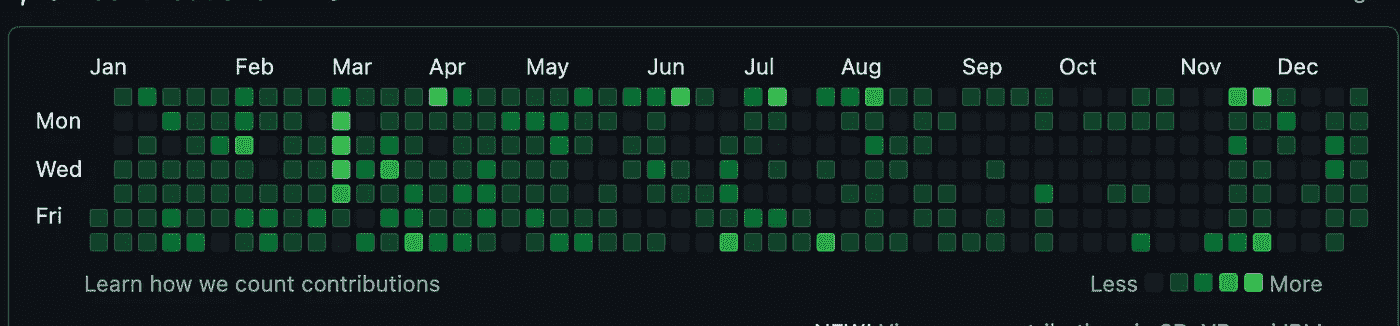 Jan Feb Mar Apr May Jun Jul Aug Sep Oct Nov Dec
Mon
Wed
Fri
Learn how we count contributions
Less More